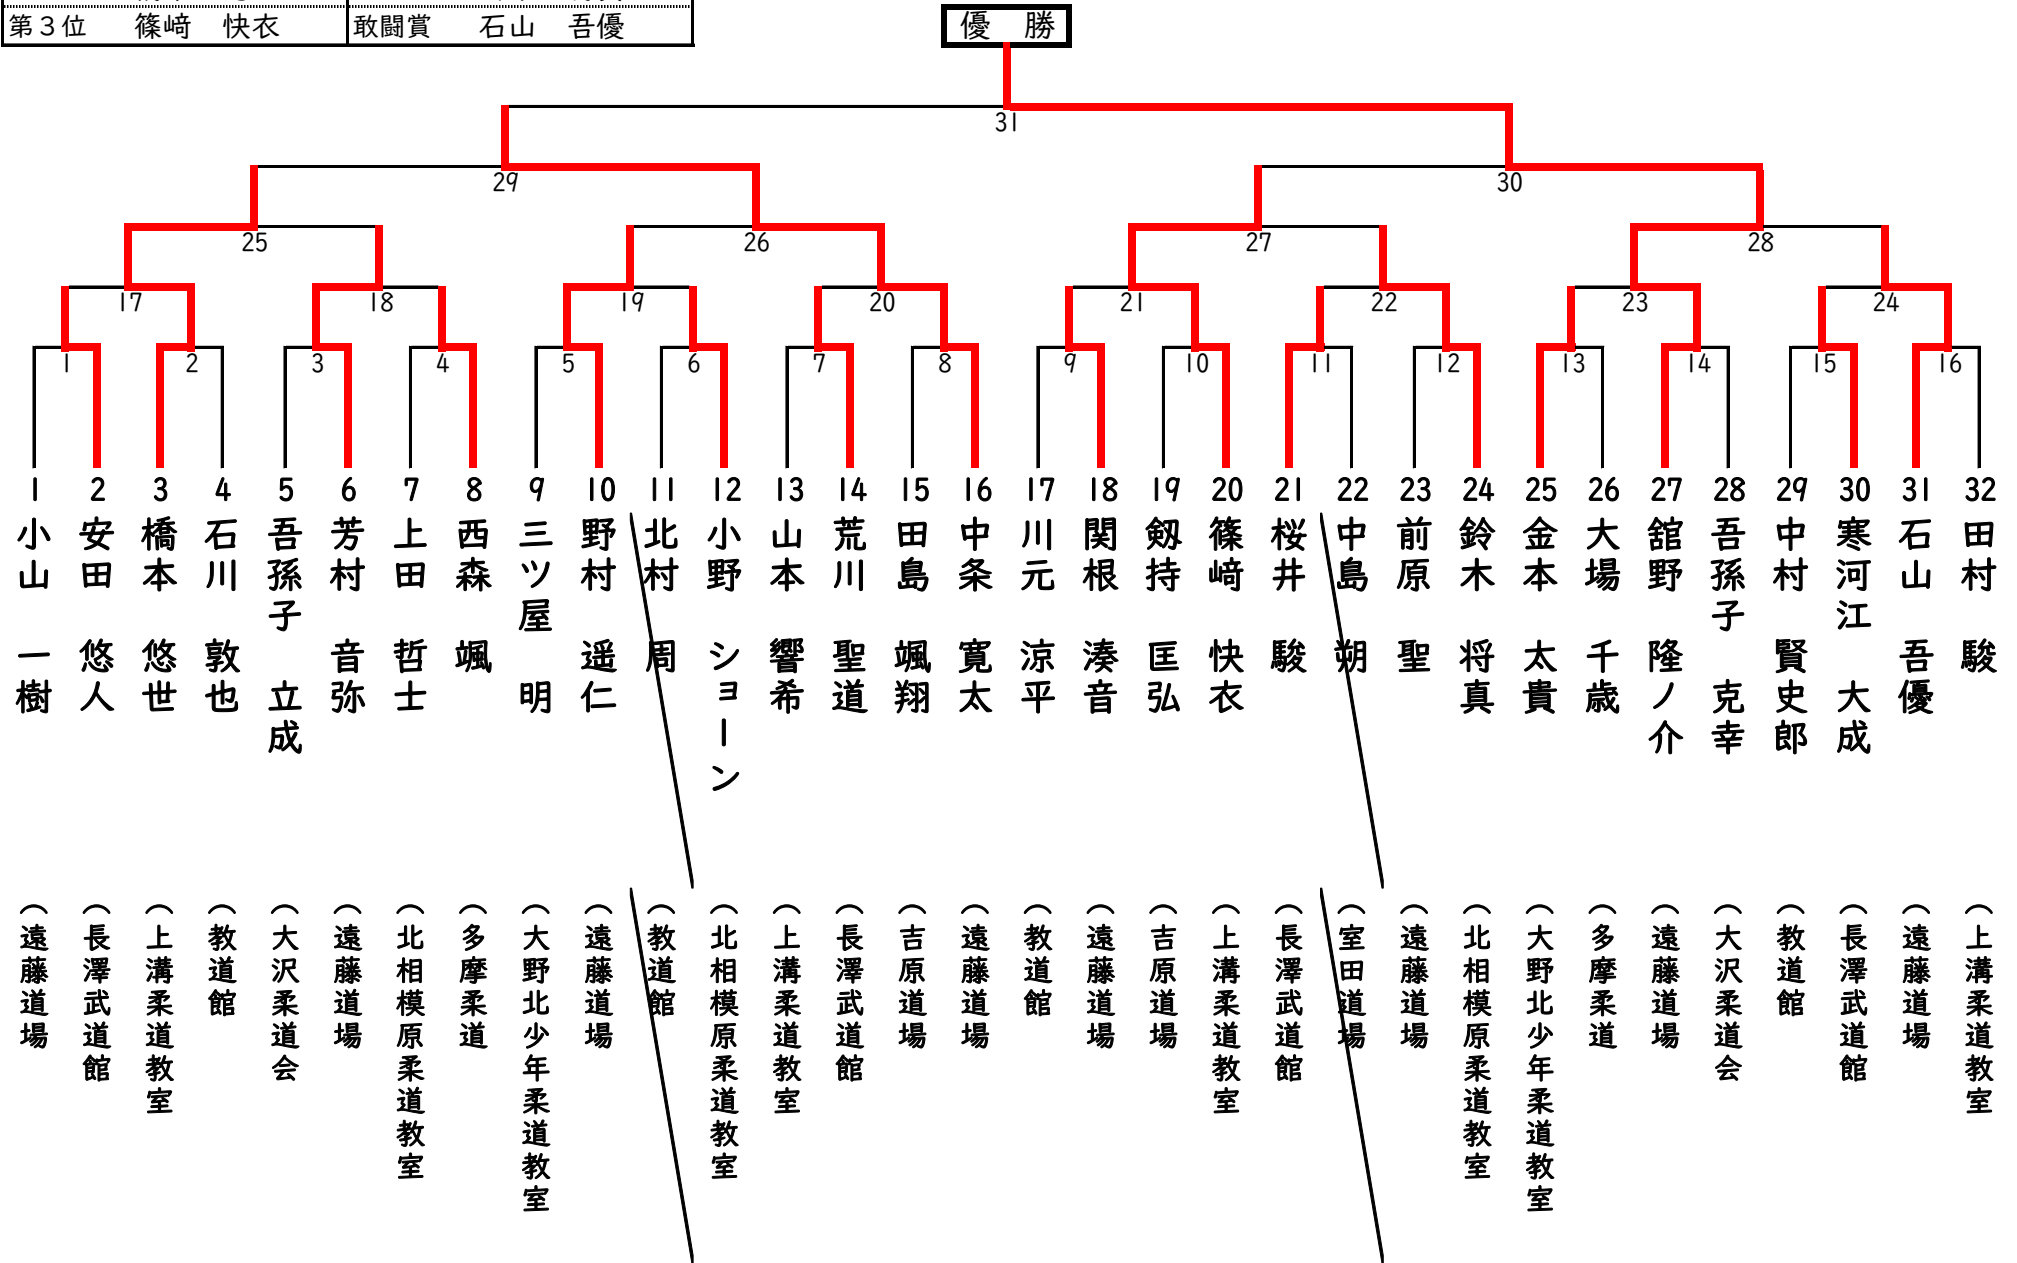 第３位 篠﨑 快衣 敢闘賞 石山 吾優
優 勝
31
29 30
25 26 27 28
17 18 19 20 21 22 23 24
1 2 3 4 5 6 7 8 9 10 11 12 13 14 15 16
1 小山 一樹 （遠藤道場
2 安田 悠人 （長澤武道館
3 橋本 悠世 （上溝柔道教室
4 石川 敦也 （教道館
5 吾孫子 立成 （大沢柔道会
6 芳村 音弥 （遠藤道場
7 上田 哲士 （北相模原柔道教室
8 西森 颯 （多摩柔道
9 三ツ屋 明 （大野北少年柔道教室
10 野村 遥仁 （遠藤道場
11 北村 周 （教道館
12 小野 ショーン （北相模原柔道教室
13 山本 響希 （上溝柔道教室
14 荒川 聖道 （長澤武道館
15 田島 颯翔 （吉原道場
16 中条 寛太 （遠藤道場
17 川元 涼平 （教道館
18 関根 湊音 （遠藤道場
19 剱持 匡弘 （吉原道場
20 篠﨑 快衣 （上溝柔道教室
21 桜井 駿 （長澤武道館
22 中島 朔 （室田道場
23 前原 聖 （遠藤道場
24 鈴木 将真 （北相模原柔道教室
25 金本 太貴 （大野北少年柔道教室
26 大場 千歳 （多摩柔道
27 舘野 隆ノ介 （遠藤道場
28 吾孫子 克幸 （大沢柔道会
29 中村 賢史郎 （教道館
30 寒河江 大成 （長澤武道館
31 石山 吾優 （遠藤道場
32 田村 駿 （上溝柔道教室